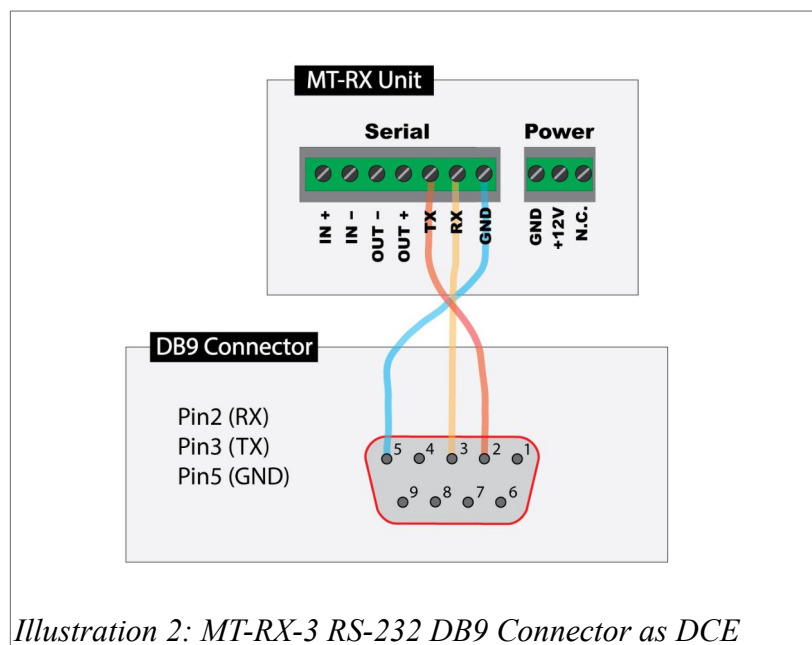 MT-RX Unit
Serial Power
IN +
IN −
OUT −
OUT +
TX
RX
GND
GND
+12V
N.C.
DB9 Connector
Pin2 (RX)
Pin3 (TX)
Pin5 (GND)
5 4 3 2 1
9 8 7 6
Illustration 2: MT-RX-3 RS-232 DB9 Connector as DCE